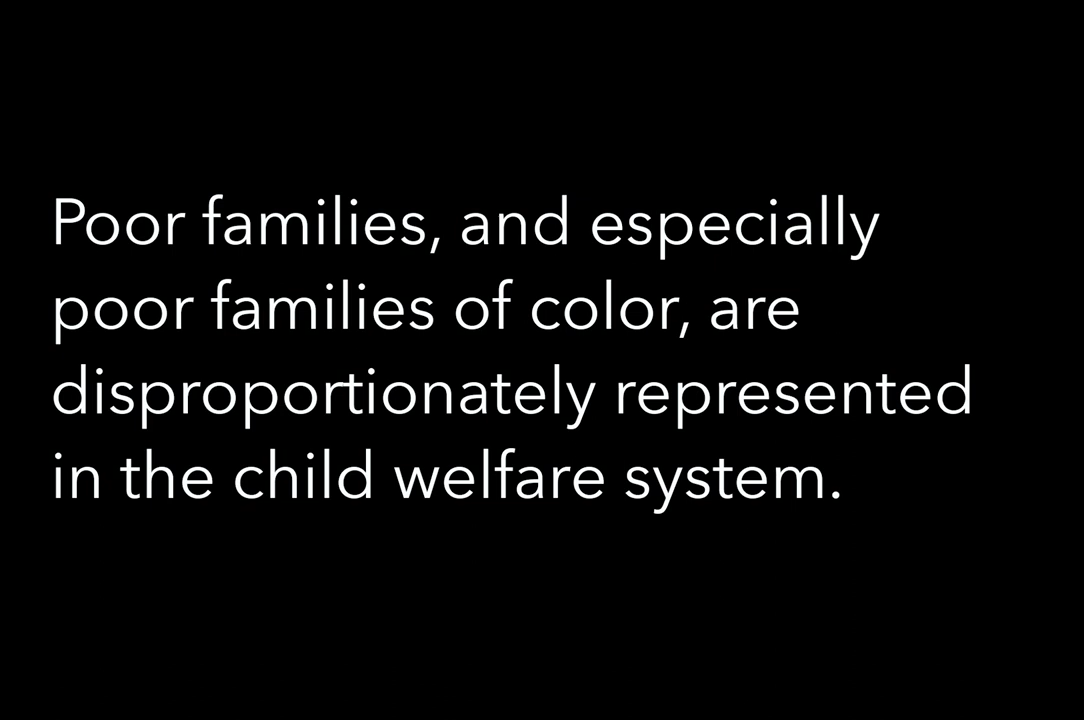 Poor families, and especially
poor families of color, are
disproportionately represented
in the child welfare system.